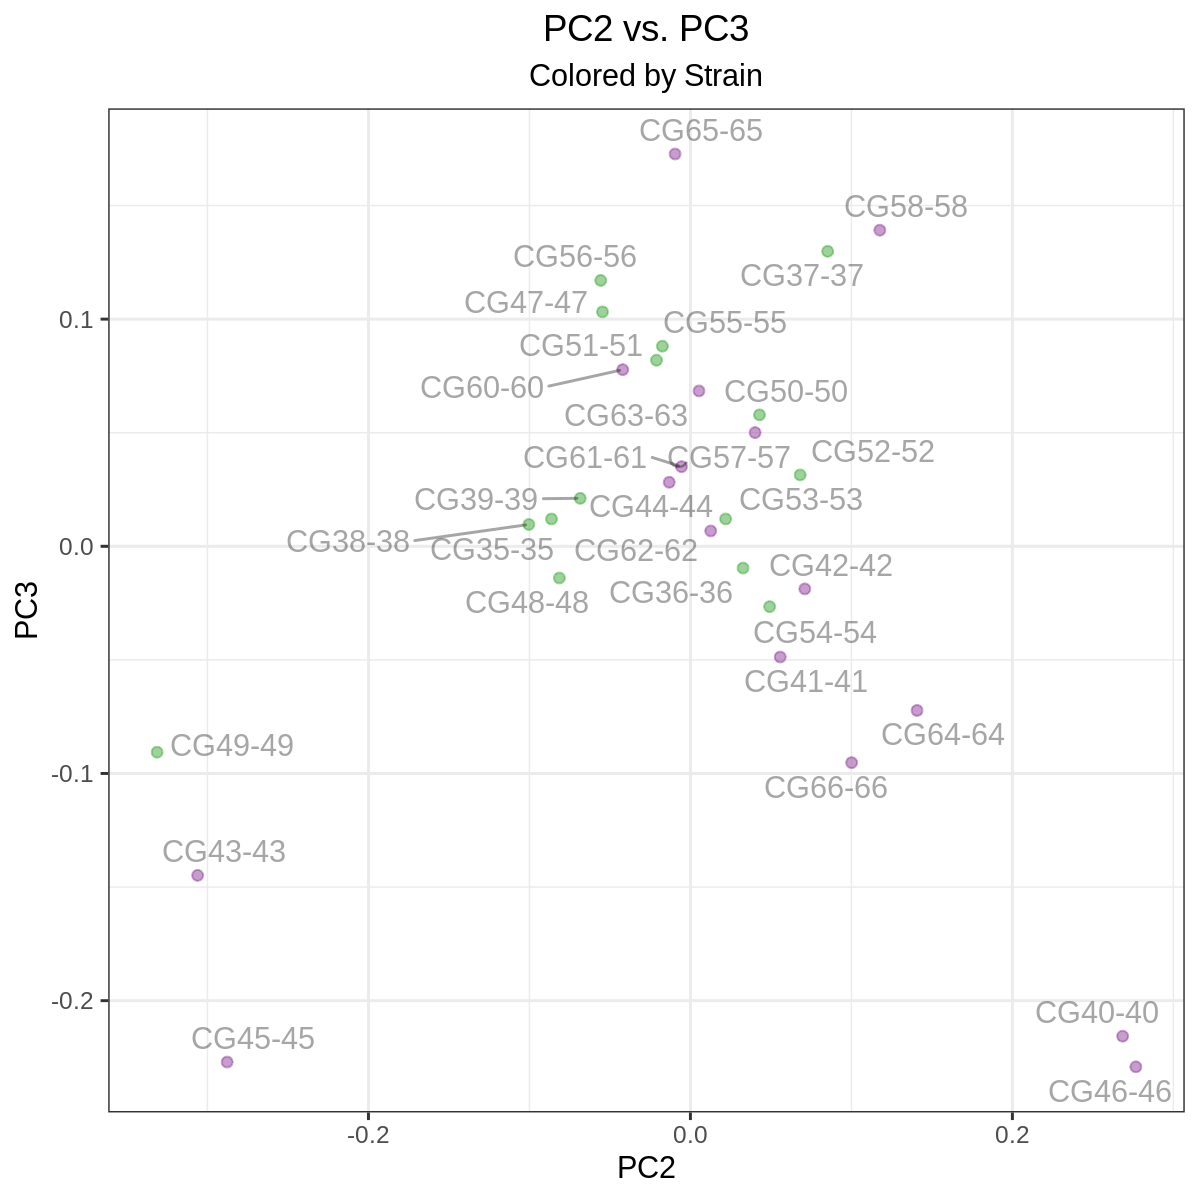 PC2 vs. PC3
Colored by Strain
CG65-65
CG58-58
CG56-56
CG37-37
CG47-47
0.1
CG55-55
CG51-51
CG60-60
CG50-50
CG63-63
CG52-52
CG61-61
CG57-57
CG39-39
CG53-53
CG44-44
CG38-38
0.0
CG35-35
CG62-62
CG42-42
CG36-36
CG48-48
PC3
CG54-54
CG41-41
CG64-64
CG49-49
-0.1
CG66-66
CG43-43
-0.2
CG40-40
CG45-45
CG46-46
-0.2
0.0
0.2
PC2